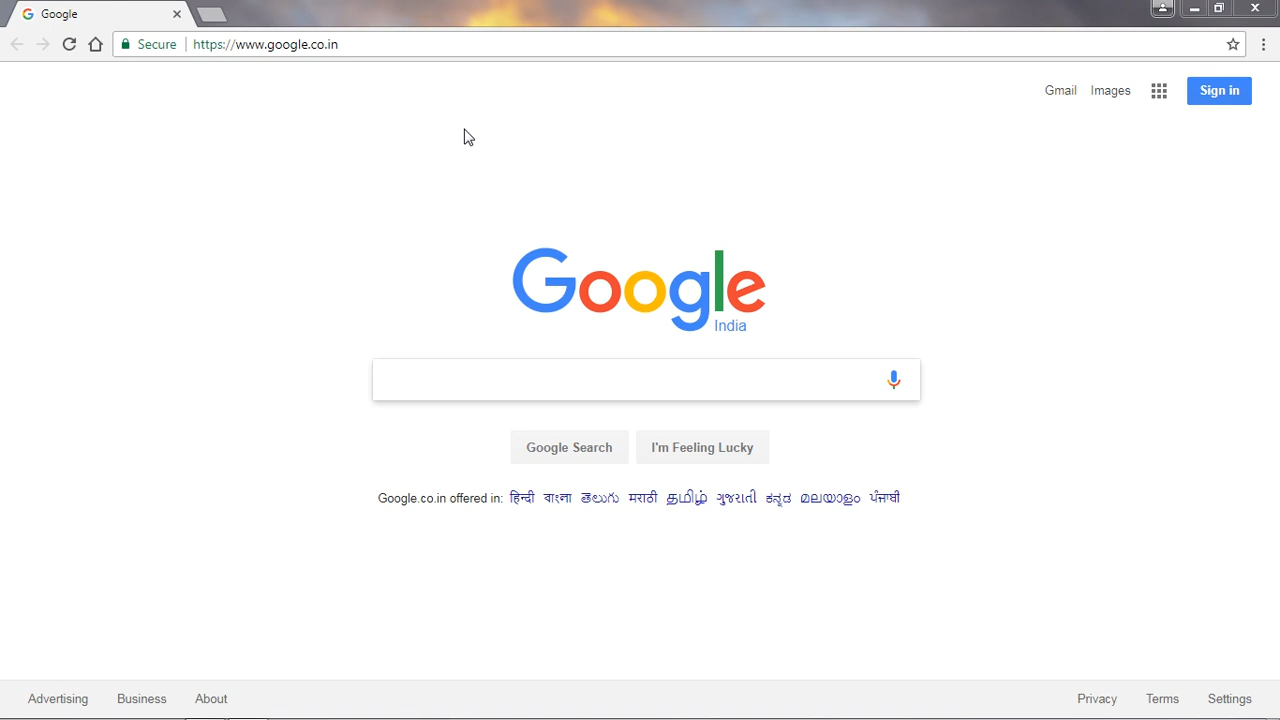 Google
Secure https://www.google.co.in
Gmail Images Sign in
Google
India
Google Search I'm Feeling Lucky
Google.co.in offered in: हिन्दी বাংলা తెలుగు मराठी தமிழ் ગુજરાતી ಕನ್ನಡ മലയാളം ਪੰਜਾਬੀ
Advertising Business About Privacy Terms Settings